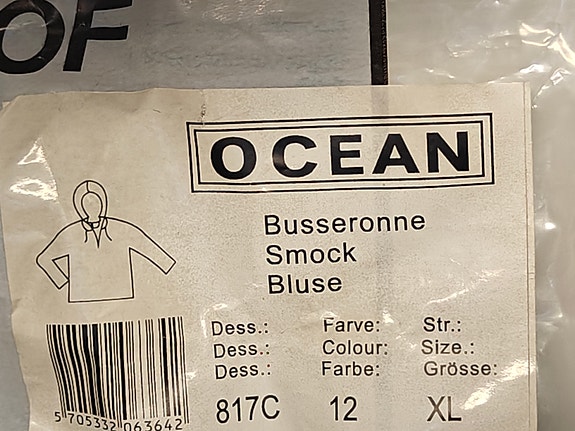 OF
OCEAN
Busseronne
Smock
Bluse
Dess.: Farve: Str.:
Dess.: Colour: Size.:
Dess.: Farbe: Grösse:
817C 12 XL
5 705332 063642